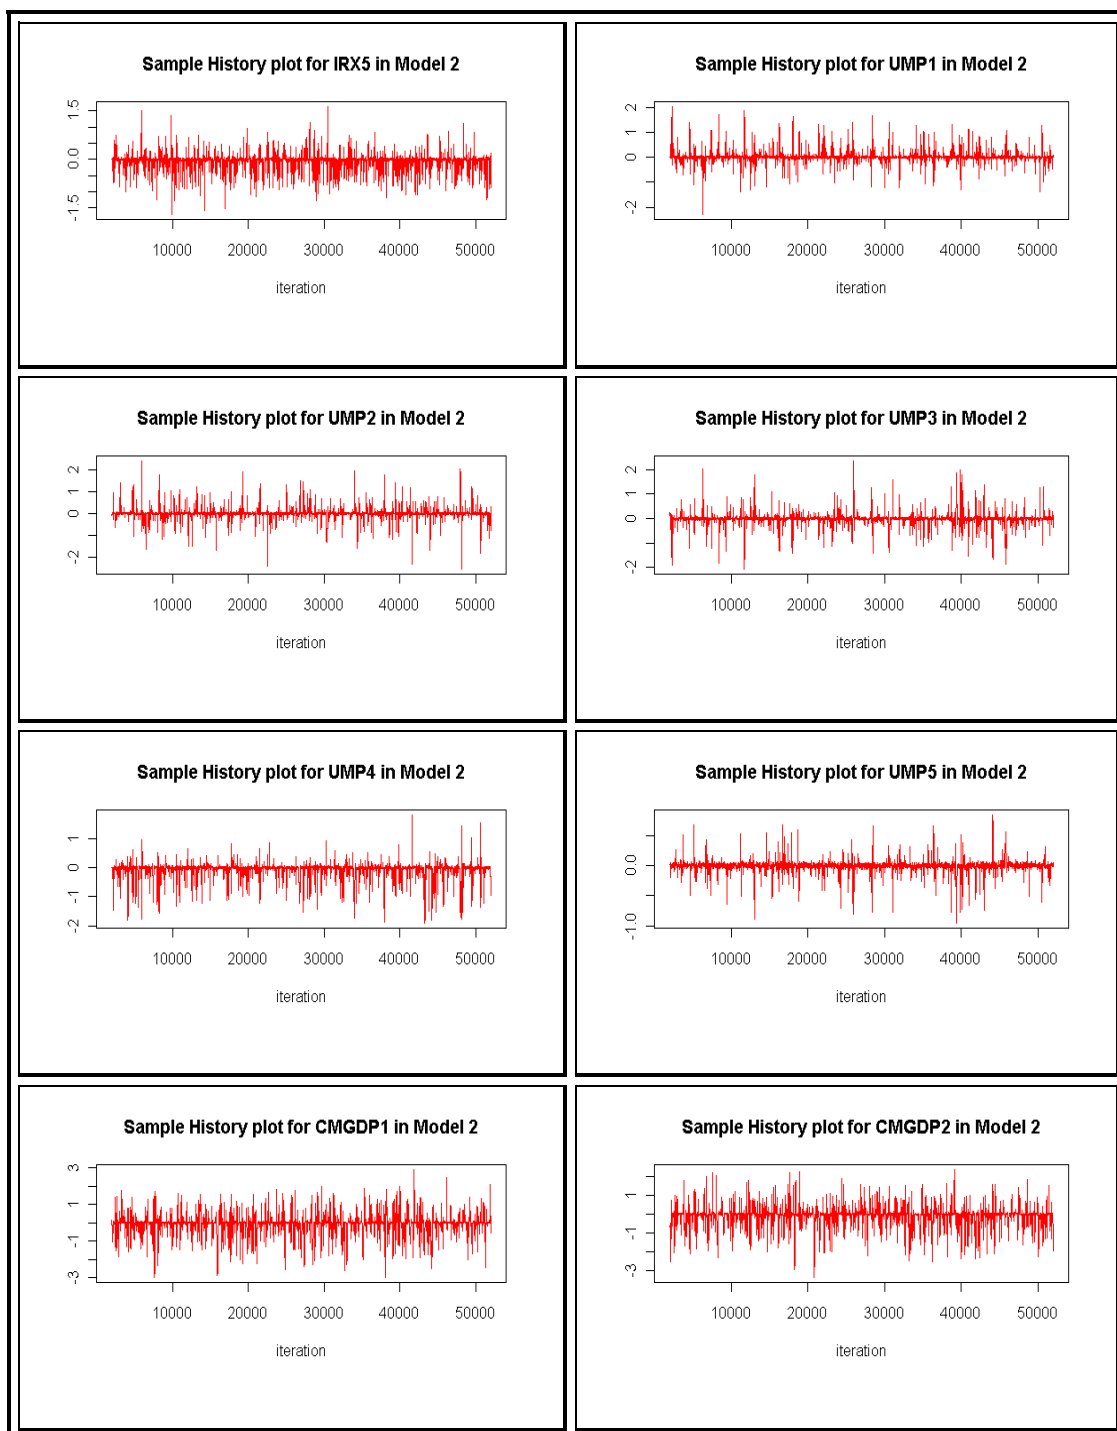 Sample History plot for IRX5 in Model 2
1.5
0.0
-1.5
10000 20000 30000 40000 50000
iteration
Sample History plot for UMP1 in Model 2
2
1
0
-2
10000 20000 30000 40000 50000
iteration
Sample History plot for UMP2 in Model 2
2
1
0
-2
10000 20000 30000 40000 50000
iteration
Sample History plot for UMP3 in Model 2
2
1
0
-2
10000 20000 30000 40000 50000
iteration
Sample History plot for UMP4 in Model 2
1
0
-1
-2
10000 20000 30000 40000 50000
iteration
Sample History plot for UMP5 in Model 2
0.0
-1.0
10000 20000 30000 40000 50000
iteration
Sample History plot for CMGDP1 in Model 2
3
1
-1
-3
10000 20000 30000 40000 50000
iteration
Sample History plot for CMGDP2 in Model 2
1
-1
-3
10000 20000 30000 40000 50000
iteration